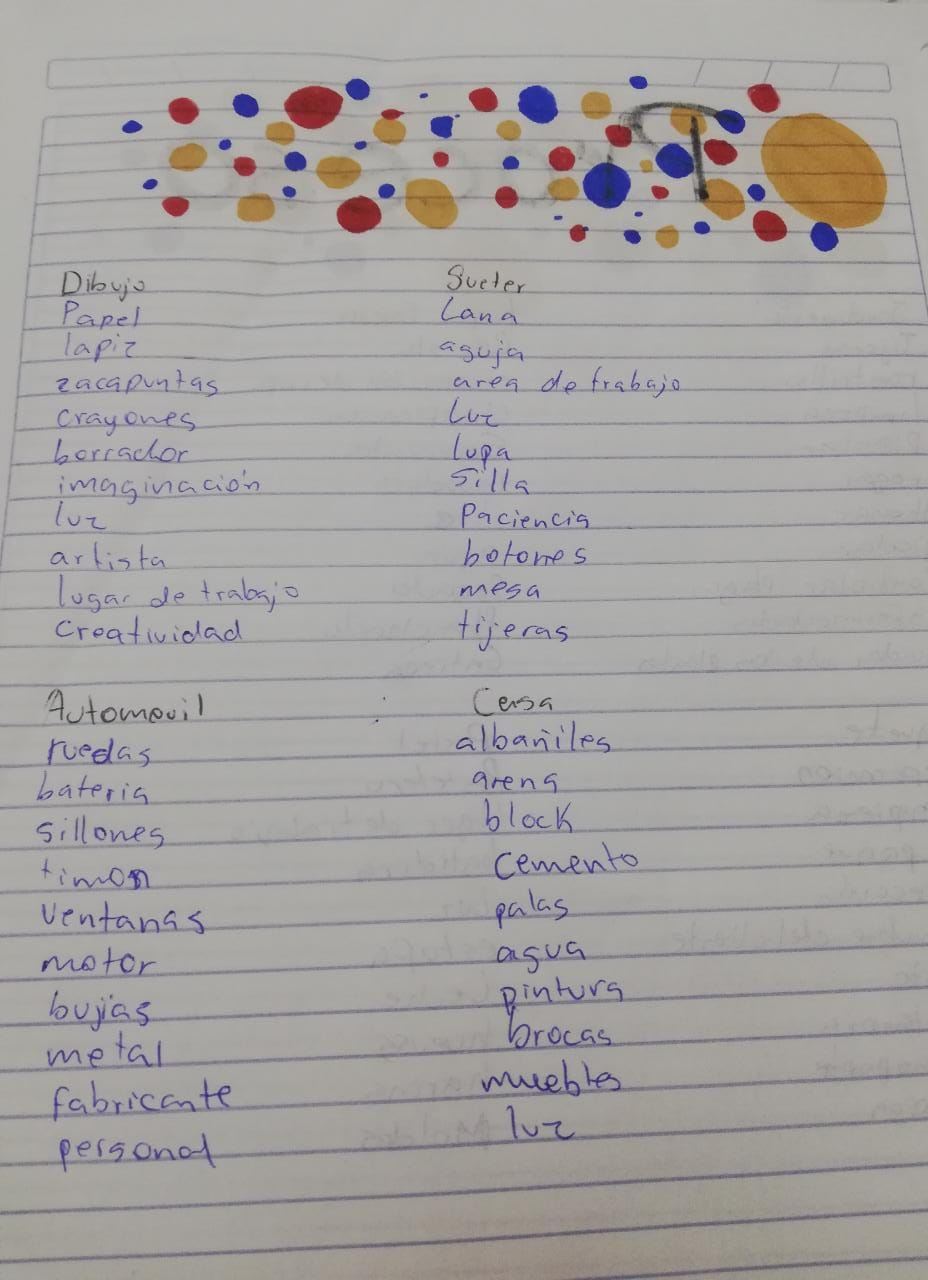 Dibujo
Papel
lapiz
zacapuntas
crayones
borrador
imaginación
luz
artista
lugar de trabajo
Creatividad
Sueter
Lana
aguja
area de trabajo
Luz
lupa
Silla
Paciencia
botones
mesa
tijeras
Automovil
ruedas
bateria
sillones
timon
ventanas
motor
bujías
metal
fabricante
personal
Casa
albañiles
arena
block
Cemento
palas
agua
pintura
brocas
muebles
luz